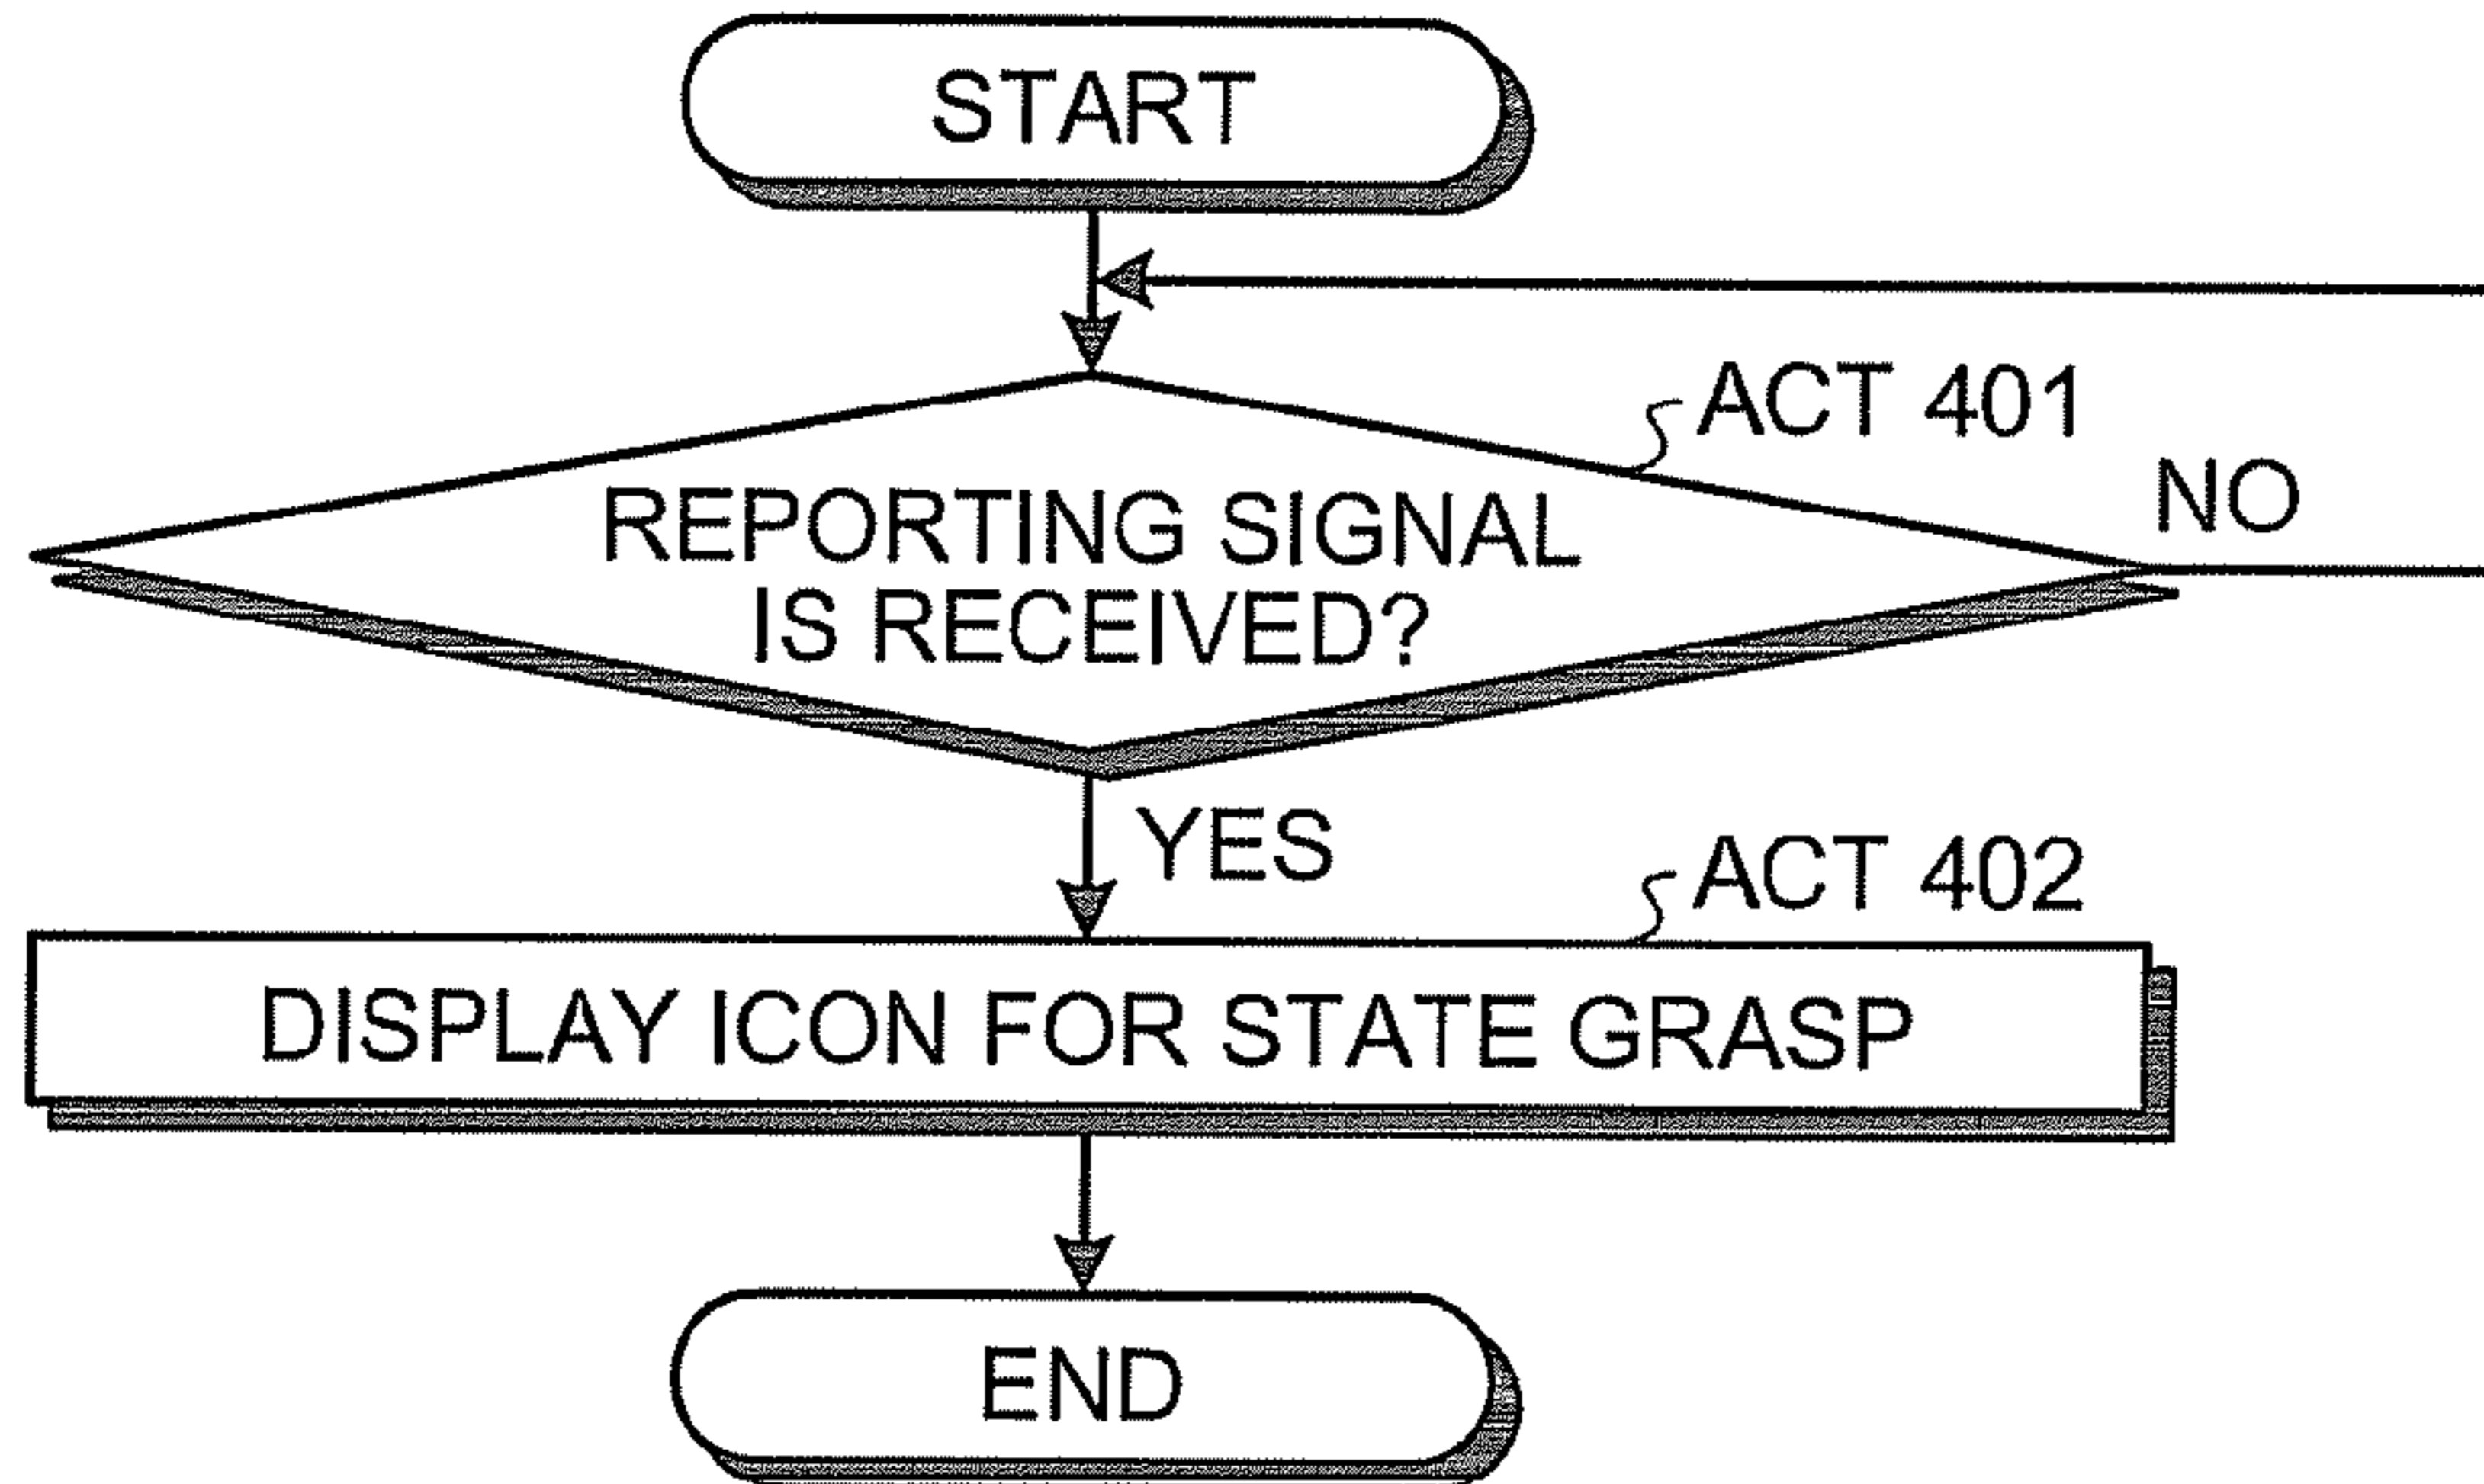 START
ACT 401
NO
REPORTING SIGNAL
IS RECEIVED?
YES
ACT 402
DISPLAY ICON FOR STATE GRASP
END